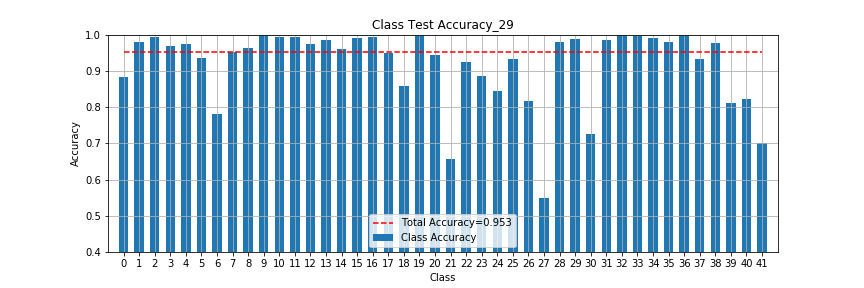 Class Test Accuracy_29
1.0
0.9
0.8
0.7
0.6
0.5
0.4
Accuracy
Total Accuracy=0.953
Class Accuracy
0 1 2 3 4 5 6 7 8 9 10 11 12 13 14 15 16 17 18 19 20 21 22 23 24 25 26 27 28 29 30 31 32 33 34 35 36 37 38 39 40 41
Class